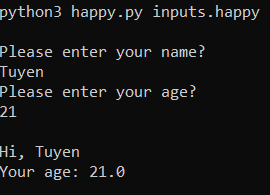 python3 happy.py inputs.happy
Please enter your name?
Tuyen
Please enter your age?
21
Hi, Tuyen
Your age: 21.0